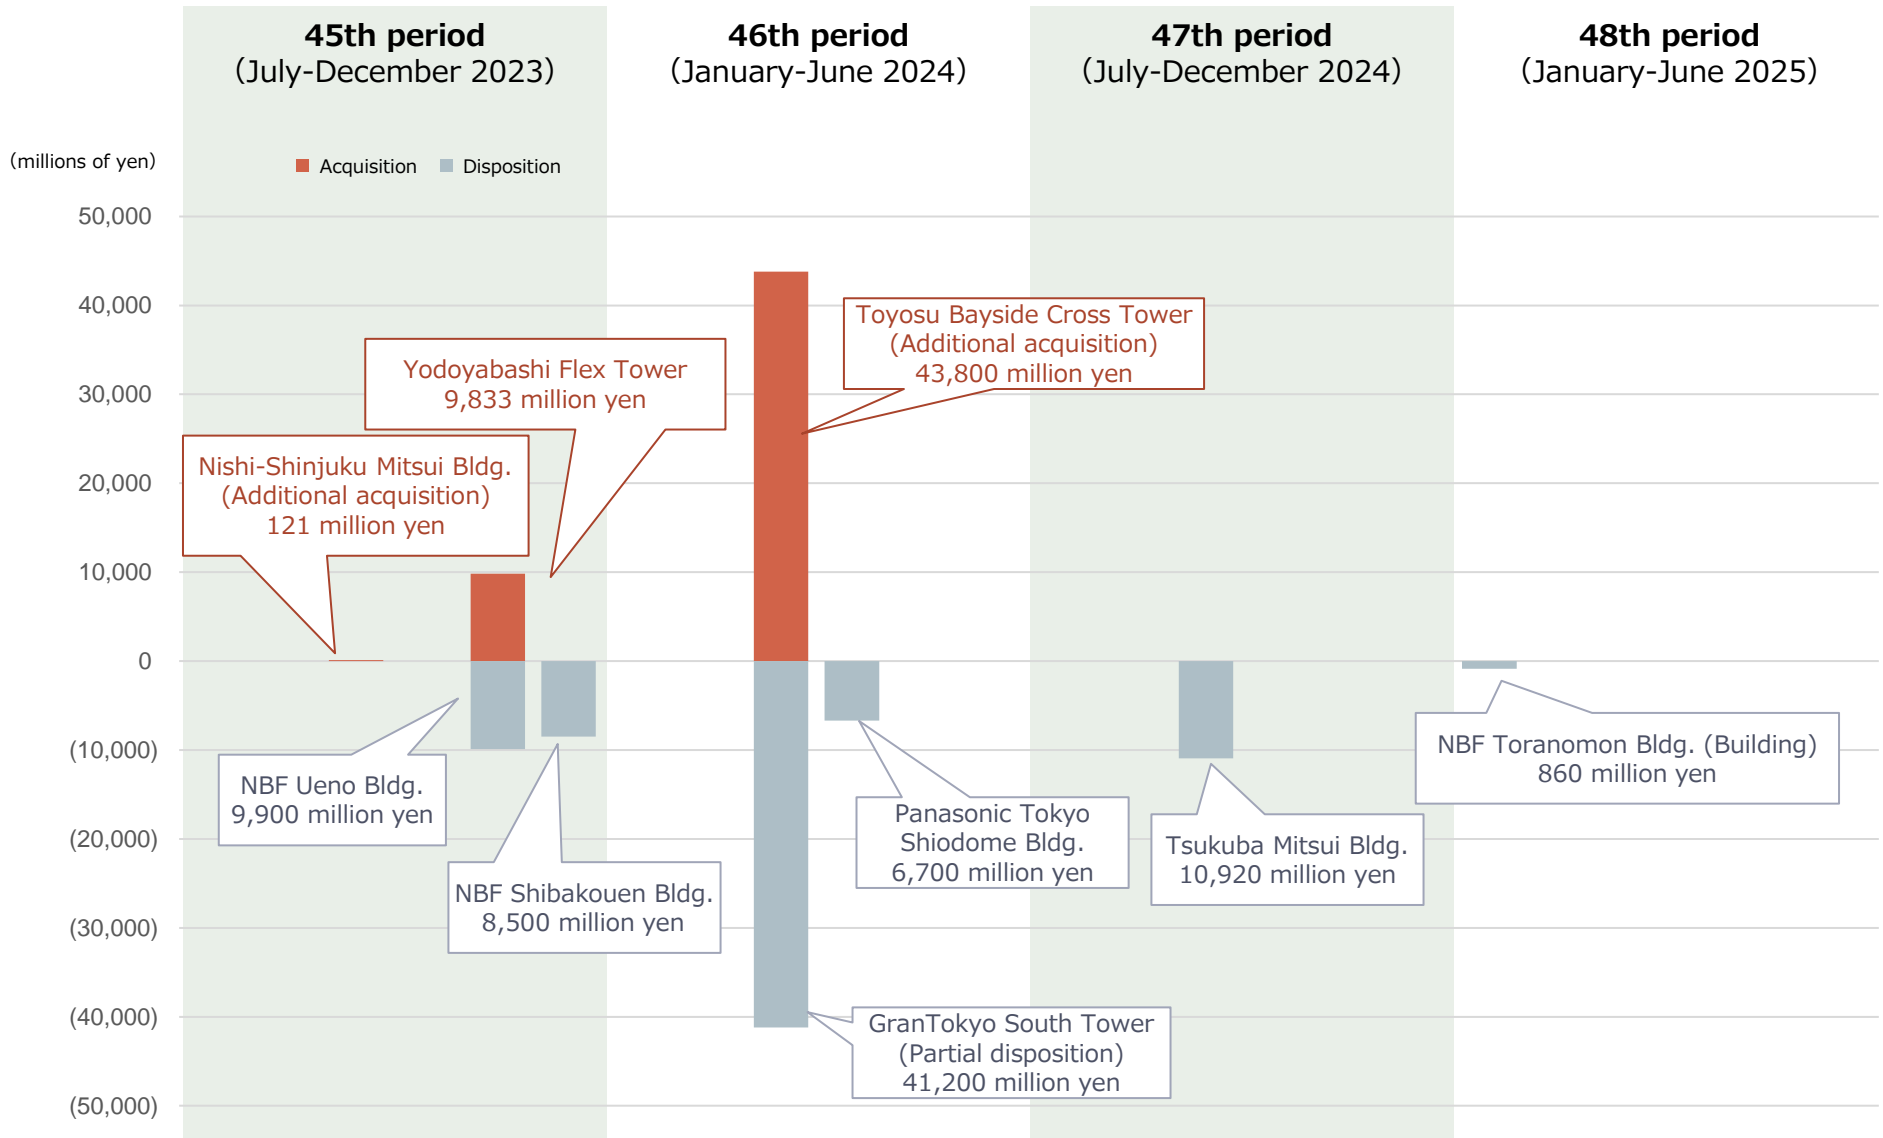 45th period
(July-December 2023)
46th period
(January-June 2024)
47th period
(July-December 2024)
48th period
(January-June 2025)
(millions of yen)
Acquisition
Disposition
50,000
40,000
30,000
20,000
10,000
0
(10,000)
(20,000)
(30,000)
(40,000)
(50,000)
Nishi-Shinjuku Mitsui Bldg.
(Additional acquisition)
121 million yen
Yodoyabashi Flex Tower
9,833 million yen
Toyosu Bayside Cross Tower
(Additional acquisition)
43,800 million yen
NBF Ueno Bldg.
9,900 million yen
NBF Shibakouen Bldg.
8,500 million yen
Panasonic Tokyo
Shiodome Bldg.
6,700 million yen
GranTokyo South Tower
(Partial disposition)
41,200 million yen
Tsukuba Mitsui Bldg.
10,920 million yen
NBF Toranomon Bldg. (Building)
860 million yen